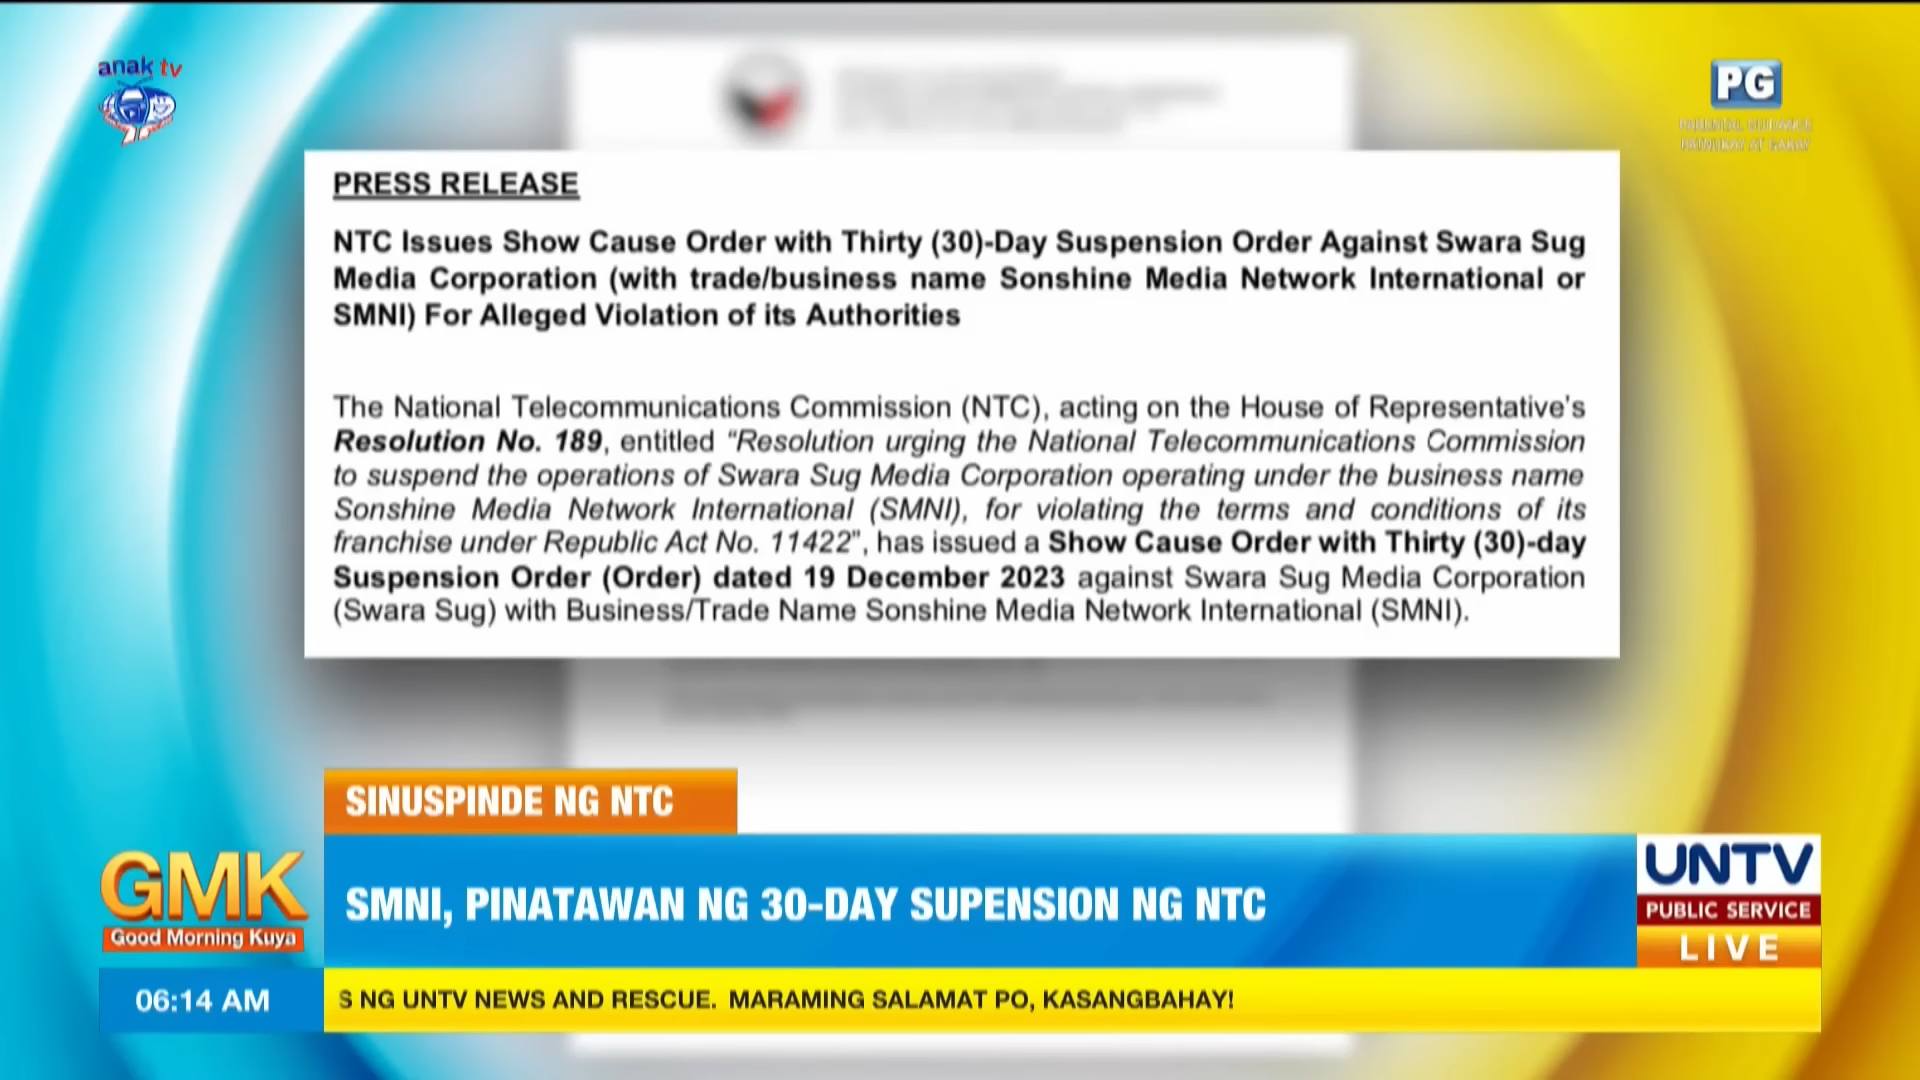 anak tv
PG
PRESS RELEASE
NTC Issues Show Cause Order with Thirty (30)-Day Suspension Order Against Swara Sug
Media Corporation (with trade/business name Sonshine Media Network International or
SMNI) For Alleged Violation of its Authorities
The National Telecommunications Commission (NTC), acting on the House of Representative's
Resolution No. 189, entitled "Resolution urging the National Telecommunications Commission
to suspend the operations of Swara Sug Media Corporation operating under the business name
Sonshine Media Network International (SMNI), for violating the terms and conditions of its
franchise under Republic Act No. 11422", has issued a Show Cause Order with Thirty (30)-day
Suspension Order (Order) dated 19 December 2023 against Swara Sug Media Corporation
(Swara Sug) with Business/Trade Name Sonshine Media Network International (SMNI).
SINUSPINDE NG NTC
SMNI, PINATAWAN NG 30-DAY SUPENSION NG NTC
GMK
Good Morning Kuya
UNTV
PUBLIC SERVICE
LIVE
06:14 AM
S NG UNTV NEWS AND RESCUE. MARAMING SALAMAT PO, KASANGBAHAY!